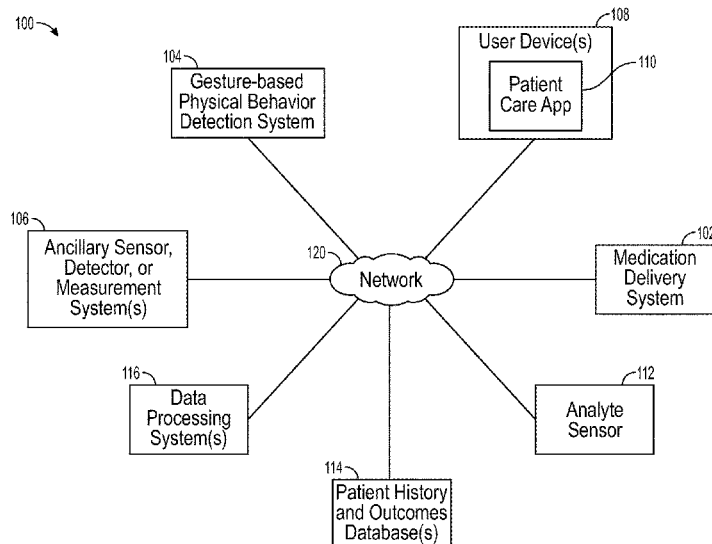 100
104
Gesture-based
Physical Behavior
Detection System
108
User Device(s)
110
Patient
Care App
106
Ancillary Sensor,
Detector, or
Measurement
System(s)
120
Network
102
Medication
Delivery
System
116
Data
Processing
System(s)
112
Analyte
Sensor
114
Patient History
and Outcomes
Database(s)